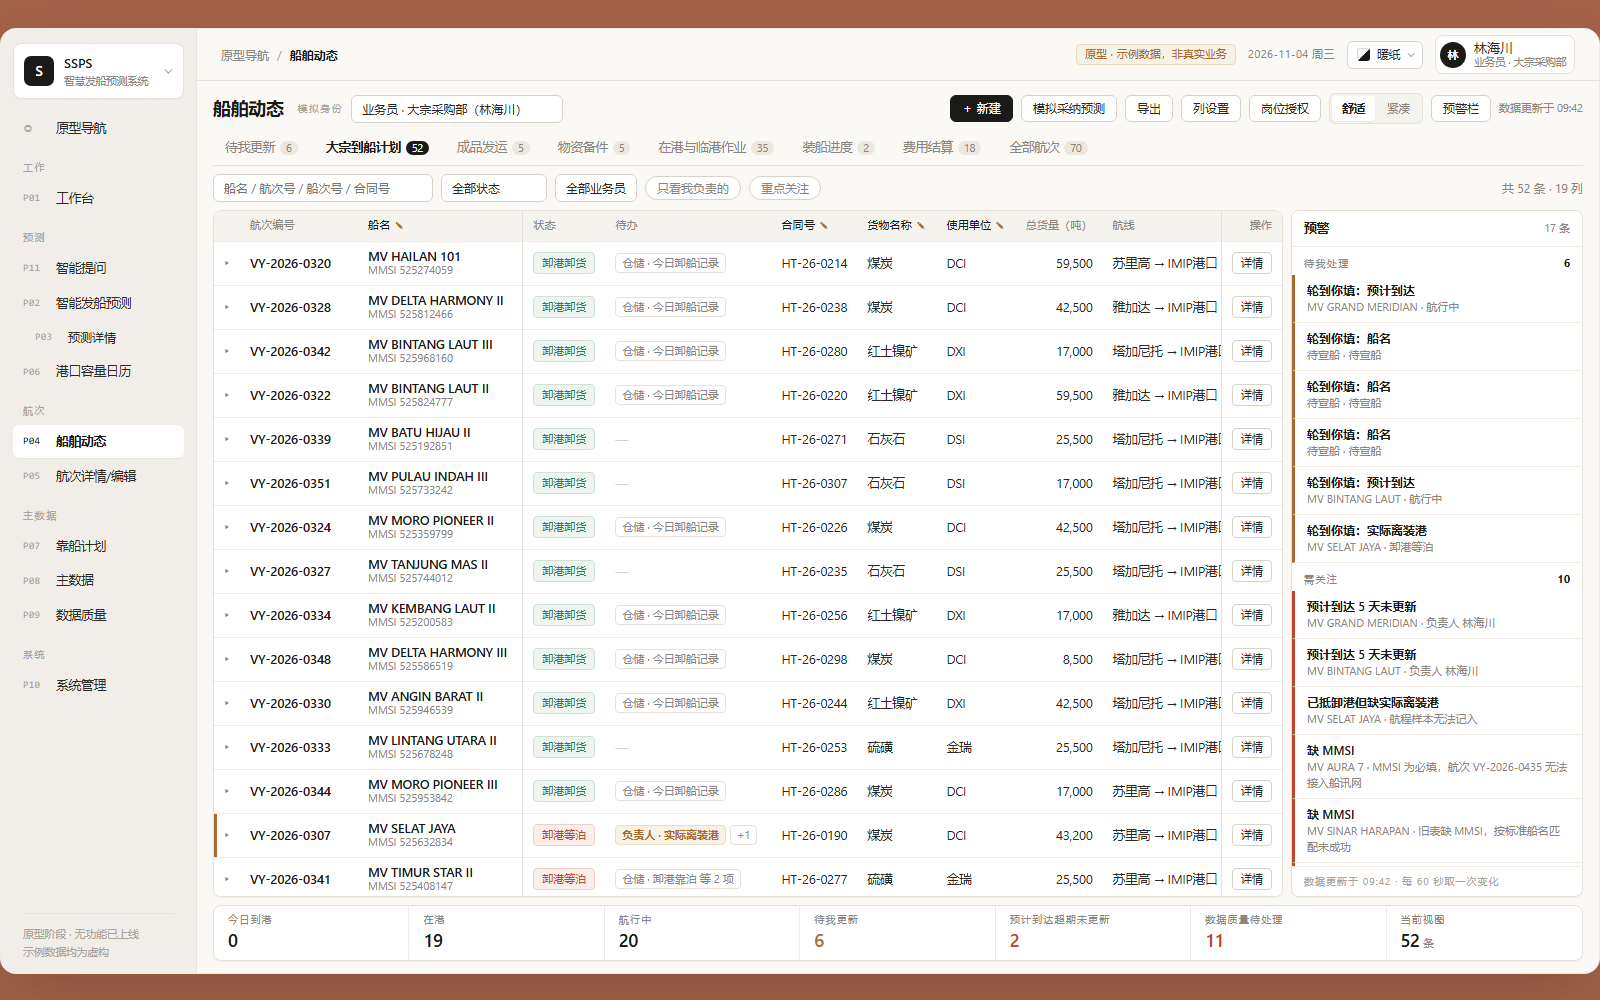 S
SSPS
智慧发船预测系统
原型导航
工作
P01 工作台
预测
P11 智能提问
P02 智能发船预测
P03 预测详情
P06 港口容量日历
航次
P04 船舶动态
P05 航次详情/编辑
主数据
P07 靠船计划
P08 主数据
P09 数据质量
系统
P10 系统管理
原型阶段 · 无功能已上线
示例数据均为虚构
原型导航 / 船舶动态
原型 · 示例数据，非真实业务
2026-11-04 周三
暖纸
林
林海川
业务员 · 大宗采购部
船舶动态 模拟身份 业务员 · 大宗采购部（林海川）
+ 新建 模拟采纳预测 导出 列设置 岗位授权 舒适 紧凑 预警栏 数据更新于 09:42
待我更新 6 大宗到船计划 52 成品发运 5 物资备件 5 在港与临港作业 35 装船进度 2 费用结算 18 全部航次 70
船名 / 航次号 / 船次号 / 合同号 全部状态 全部业务员 只看我负责的 重点关注 共 52 条 · 19 列
航次编号 船名 状态 待办 合同号 货物名称 使用单位 总货量（吨） 航线 操作
VY-2026-0320 MV HAILAN 101 卸港卸货 仓储 · 今日卸船记录 HT-26-0214 煤炭 DCI 59,500 苏里高 → IMIP港口 详情
MMSI 525274059
VY-2026-0328 MV DELTA HARMONY II 卸港卸货 仓储 · 今日卸船记录 HT-26-0238 煤炭 DCI 42,500 雅加达 → IMIP港口 详情
MMSI 525812466
VY-2026-0342 MV BINTANG LAUT III 卸港卸货 仓储 · 今日卸船记录 HT-26-0280 红土镍矿 DXI 17,000 塔加尼托 → IMIP港口 详情
MMSI 525968160
VY-2026-0322 MV BINTANG LAUT II 卸港卸货 仓储 · 今日卸船记录 HT-26-0220 红土镍矿 DXI 59,500 雅加达 → IMIP港口 详情
MMSI 525824777
VY-2026-0339 MV BATU HIJAU II 卸港卸货 — HT-26-0271 石灰石 DSI 25,500 塔加尼托 → IMIP港 详情
MMSI 525192851
VY-2026-0351 MV PULAU INDAH III 卸港卸货 — HT-26-0307 石灰石 DSI 17,000 塔加尼托 → IMIP港 详情
MMSI 525733242
VY-2026-0324 MV MORO PIONEER II 卸港卸货 仓储 · 今日卸船记录 HT-26-0226 煤炭 DCI 42,500 塔加尼托 → IMIP港 详情
MMSI 525359799
VY-2026-0327 MV TANJUNG MAS II 卸港卸货 — HT-26-0235 石灰石 DSI 25,500 塔加尼托 → IMIP港 详情
MMSI 525744012
VY-2026-0334 MV KEMBANG LAUT II 卸港卸货 仓储 · 今日卸船记录 HT-26-0256 红土镍矿 DXI 17,000 雅加达 → IMIP港口 详情
MMSI 525200583
VY-2026-0348 MV DELTA HARMONY III 卸港卸货 仓储 · 今日卸船记录 HT-26-0298 煤炭 DCI 8,500 塔加尼托 → IMIP港 详情
MMSI 525586519
VY-2026-0330 MV ANGIN BARAT II 卸港卸货 仓储 · 今日卸船记录 HT-26-0244 红土镍矿 DXI 42,500 塔加尼托 → IMIP港 详情
MMSI 525946539
VY-2026-0333 MV LINTANG UTARA II 卸港卸货 — HT-26-0253 硫磺 金瑞 25,500 塔加尼托 → IMIP港 详情
MMSI 525678248
VY-2026-0344 MV MORO PIONEER III 卸港卸货 仓储 · 今日卸船记录 HT-26-0286 煤炭 DCI 17,000 苏里高 → IMIP港口 详情
MMSI 525953842
VY-2026-0307 MV SELAT JAYA 卸港等泊 负责人 · 实际离装港 +1 HT-26-0190 煤炭 DCI 43,200 苏里高 → IMIP港口 详情
MMSI 525632834
VY-2026-0341 MV TIMUR STAR II 卸港等泊 仓储 · 卸港靠泊 等 2 项 HT-26-0277 硫磺 金瑞 25,500 苏里高 → IMIP港口 详情
MMSI 525408147
预警 17 条
待我处理 6
轮到你填：预计到达
MV GRAND MERIDIAN · 航行中
轮到你填：船名
待宣船 · 待宣船
轮到你填：船名
待宣船 · 待宣船
轮到你填：船名
待宣船 · 待宣船
轮到你填：预计到达
MV BINTANG LAUT · 航行中
轮到你填：实际离装港
MV SELAT JAYA · 卸港等泊
需关注 10
预计到达 5 天未更新
MV GRAND MERIDIAN · 负责人 林海川
预计到达 5 天未更新
MV BINTANG LAUT · 负责人 林海川
已抵卸港但缺实际离装港
MV SELAT JAYA · 航程样本无法记入
缺 MMSI
MV AURA 7 · MMSI 为必填，航次 VY-2026-0435 无法
接入船讯网
缺 MMSI
MV SINAR HARAPAN · 旧表缺 MMSI，按标准船名匹
配未成功
数据更新于 09:42 · 每 60 秒取一次变化
今日到港 在港 航行中 待我更新 预计到达超期未更新 数据质量待处理 当前视图
0 19 20 6 2 11 52 条